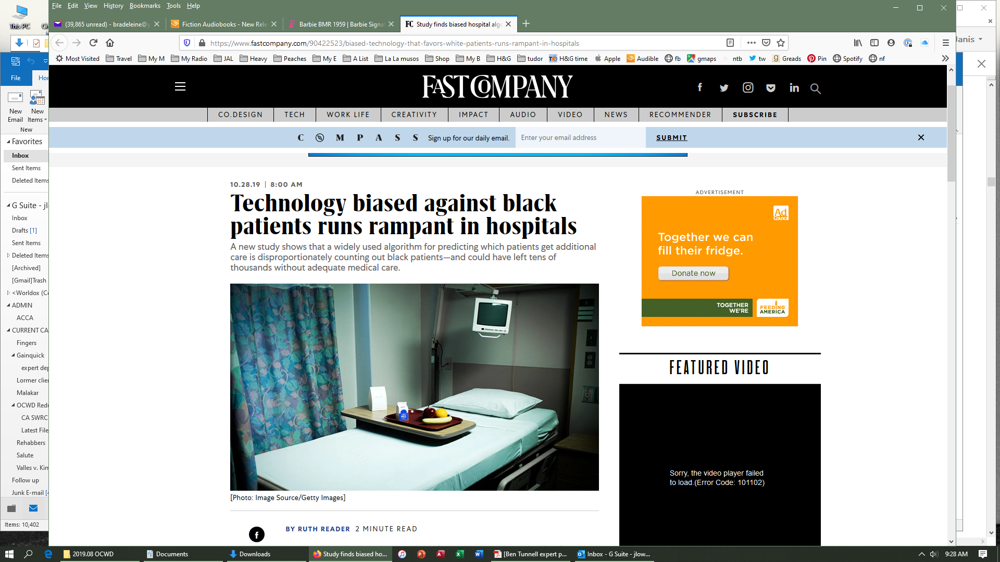 File Edit View History Bookmarks Tools Help
This PC
(39,865 unread) - bradeleine@y
Fiction Audiobooks - New Rele
Barbie BMR 1959 | Barbie Signa
FC Study finds biased hospital algo
https://www.fastcompany.com/90422523/biased-technology-that-favors-white-patients-runs-rampant-in-hospitals
Janis
Most Visited Travel My M My Radio JAL Heavy Peaches My E A List La La musos Shop My B H&G tudor H&G time Apple Audible fb gmaps ntb tw Greads Pin Spotify nf
File
New Email
New Items
New
Favorites
Inbox
Sent Items
Deleted Items
G Suite - jl
Inbox
Drafts [1]
Sent Items
Deleted Items
[Archived]
[Gmail]Trash
<Worldox (C
ADMIN
ACCA
CURRENT CA
Fingers
Gainquick
expert dep
Lormer clie
Malakar
OCWD Red
CA SWRC
Latest File
Rehabbers
Salute
Valles v. Kim
Follow up
Junk E-mail
Items: 10,402
FAST COMPANY
CO.DESIGN TECH WORK LIFE CREATIVITY IMPACT AUDIO VIDEO NEWS RECOMMENDER SUBSCRIBE
COMPASS Sign up for our daily email. Enter your email address SUBMIT
10.28.19 | 8:00 AM
Technology biased against black
patients runs rampant in hospitals
A new study shows that a widely used algorithm for predicting which patients get additional
care is disproportionately counting out black patients—and could have left tens of
thousands without adequate medical care.
[Photo: Image Source/Getty Images]
BY RUTH READER 2 MINUTE READ
ADVERTISEMENT
Ad Council
Together we can
fill their fridge.
Donate now
TOGETHER
WE'RE
FEEDING
AMERICA
FEATURED VIDEO
Sorry, the video player failed
to load.(Error Code: 101102)
2019.08 OCWD
Documents
Downloads
Study finds biased ho...
[Ben Tunnell expert p...
Inbox - G Suite - jlow...
9:28 AM